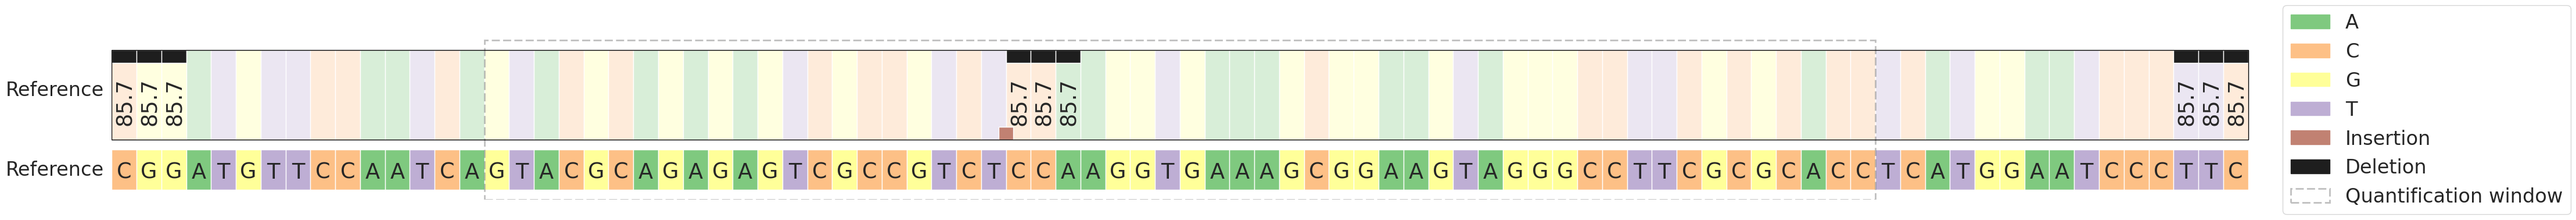 Reference 85.7 85.7 85.7 85.7 85.7 85.7 85.7 85.7 85.7
Reference C G G A T G T T C C A A T C A G T A C G C A G A G A G T C G C C G T C T C C A A G G T G A A A G C G G A A G T A G G G C C T T C G C G C A C C T C A T G G A A T C C C T T C
A
C
G
T
Insertion
Deletion
Quantification window